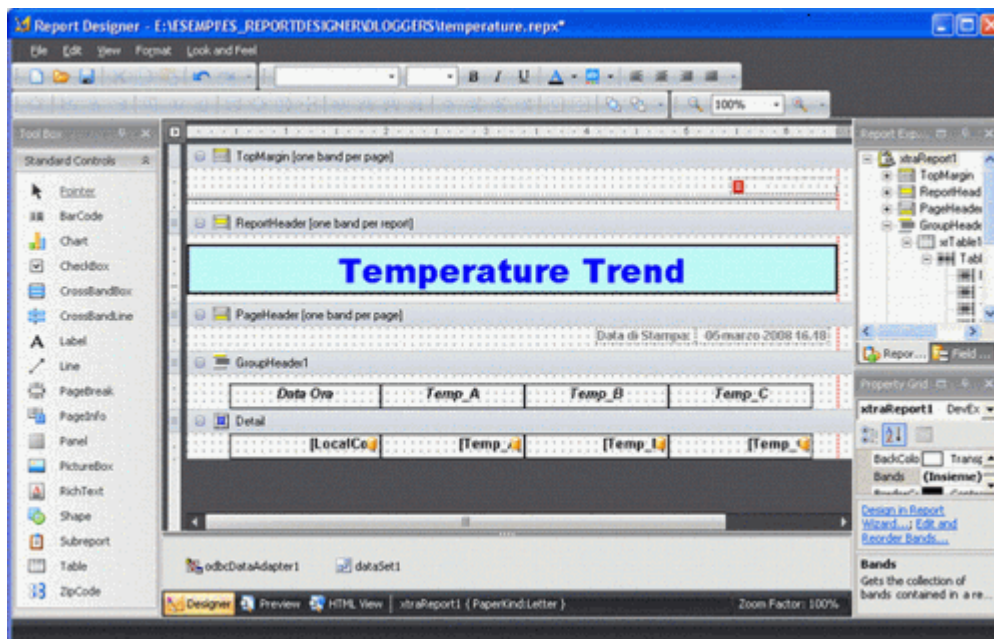 Report Designer - E:\ESEMPI\ES_REPORTDESIGNER\DLOGGERS\temperature.repx*
File Edit View Format Look and Feel
B I U A
100%
Tool Box
Standard Controls
Pointer
BarCode
Chart
CheckBox
CrossBandBox
CrossBandLine
Label
Line
PageBreak
PageInfo
Panel
PictureBox
RichText
Shape
Subreport
Table
ZipCode
TopMargin [one band per page]
ReportHeader [one band per report]
Temperature Trend
PageHeader [one band per page]
Data di Stampa: 05 marzo 2008 16.18
GroupHeader1
Data Ora Temp_A Temp_B Temp_C
Detail
[LocalCo [Temp_ [Temp_ [Temp_
odbcDataAdapter1 dataSet1
Designer Preview HTML View xtraReport1 { PaperKind:Letter } Zoom Factor: 100%
Report Exp...
xtraReport1
TopMargin
ReportHead
PageHeader
GroupHeade
xrTable1
Tabl
Repor... Field ...
Property Grid
xtraReport1 DevEx
BackColo Transp
Bands (Insieme)
Design in Report
Wizard...; Edit and
Reorder Bands...
Bands
Gets the collection of
bands contained in a re...